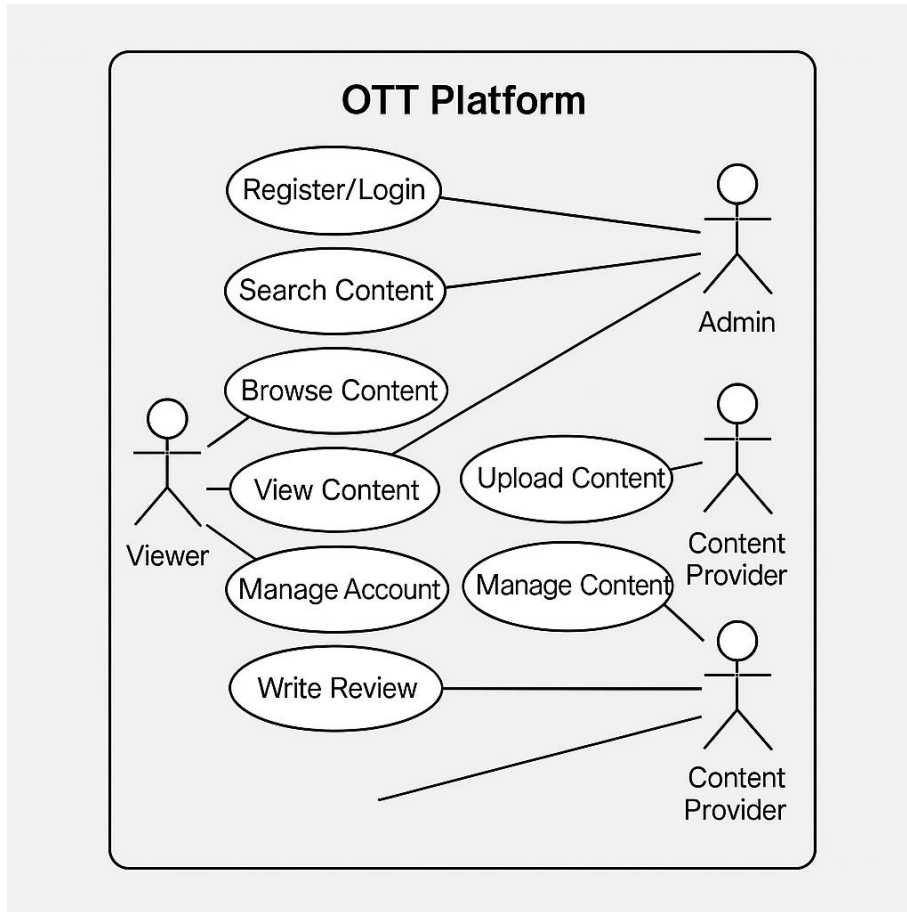 OTT Platform
Register/Login
Search Content
Admin
Browse Content
View Content
Upload Content
Viewer
Content
Provider
Manage Account
Manage Content
Write Review
Content
Provider